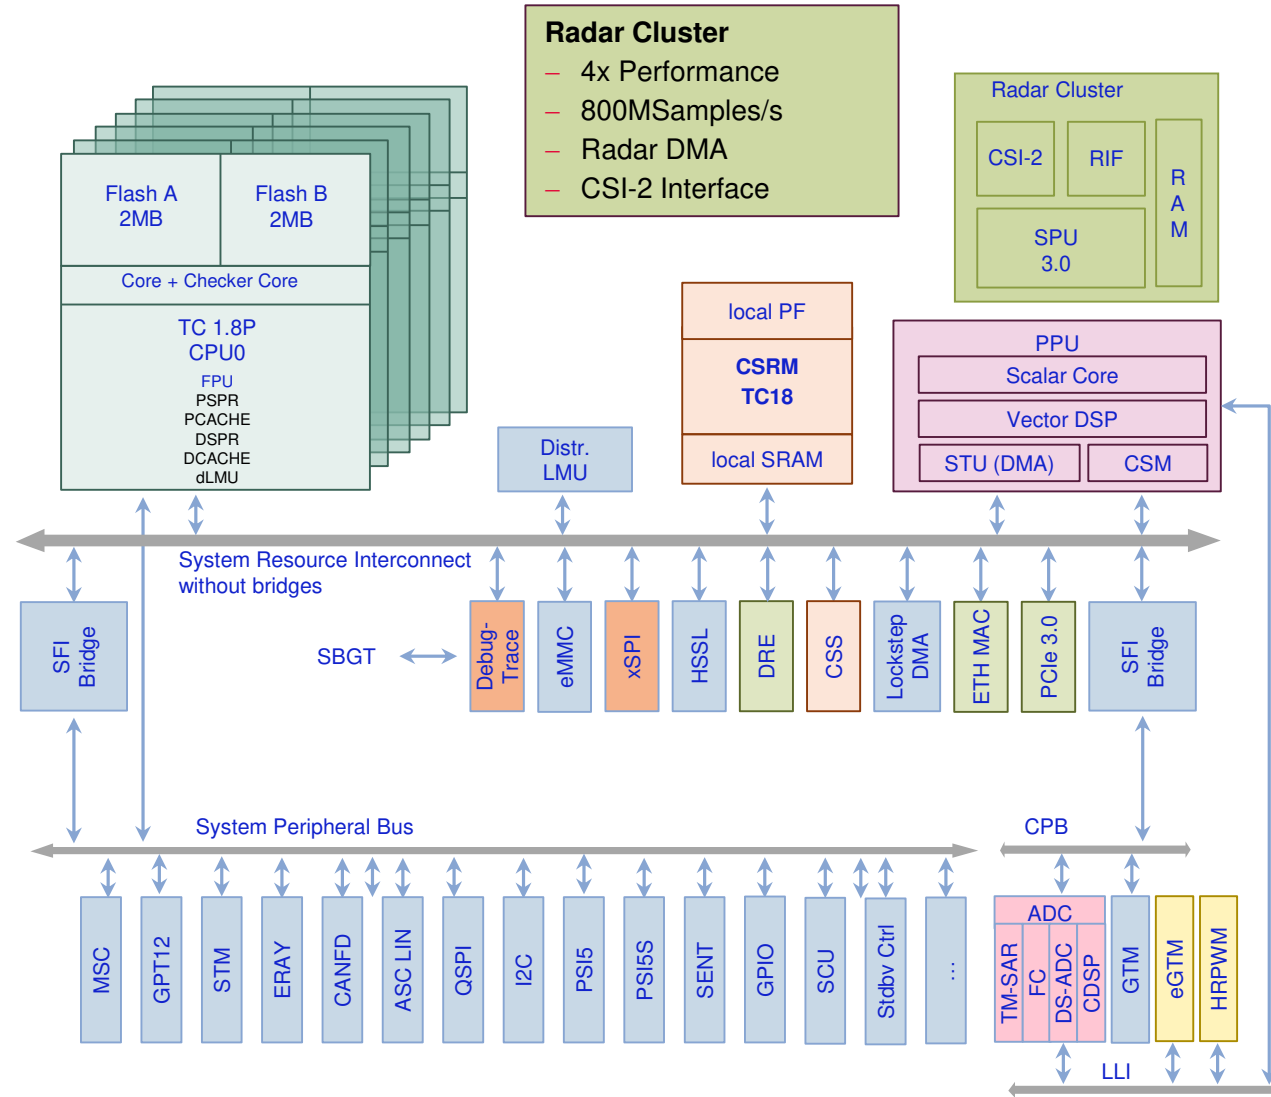 Radar Cluster
– 4x Performance
– 800MSamples/s
– Radar DMA
– CSI-2 Interface
Radar Cluster
CSI-2
RIF
R
A
M
SPU
3.0
Flash A
2MB
Flash B
2MB
Core + Checker Core
TC 1.8P
CPU0
FPU
PSPR
PCACHE
DSPR
DCACHE
dLMU
local PF
CSRM
TC18
local SRAM
PPU
Scalar Core
Vector DSP
STU (DMA)
CSM
Distr.
LMU
System Resource Interconnect
without bridges
SFI
Bridge
SBGT
Debug-
Trace
eMMC
xSPI
HSSL
DRE
CSS
Lockstep
DMA
ETH MAC
PCIe 3.0
SFI
Bridge
System Peripheral Bus
CPB
MSC
GPT12
STM
ERAY
CANFD
ASC LIN
QSPI
I2C
PSI5
PSI5S
SENT
GPIO
SCU
Stdbv Ctrl
...
ADC
TM-SAR
FC
DS-ADC
CDSP
GTM
eGTM
HRPWM
LLI